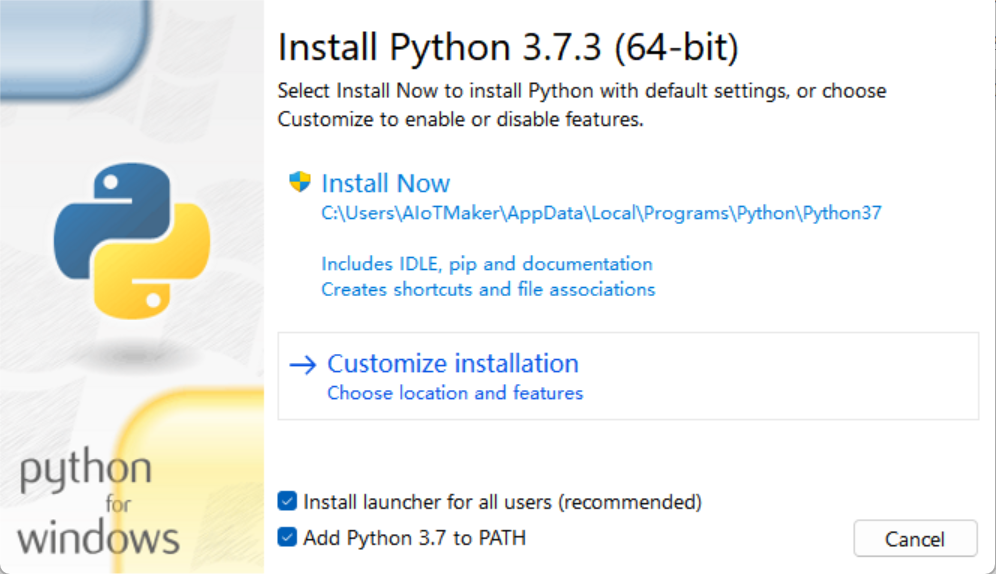 Install Python 3.7.3 (64-bit)
Select Install Now to install Python with default settings, or choose
Customize to enable or disable features.
Install Now
C:\Users\AIoTMaker\AppData\Local\Programs\Python\Python37
Includes IDLE, pip and documentation
Creates shortcuts and file associations
Customize installation
Choose location and features
python
for
windows
Install launcher for all users (recommended)
Add Python 3.7 to PATH
Cancel